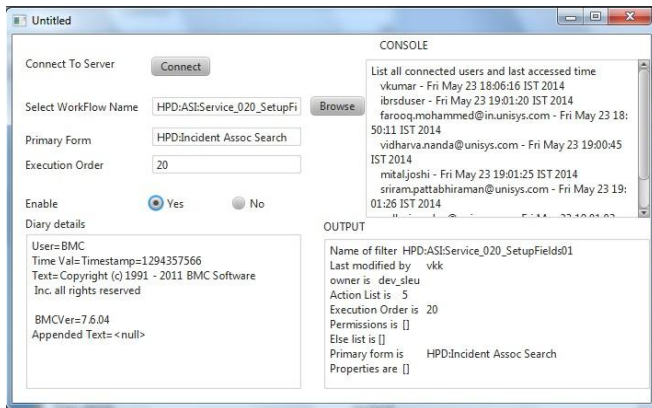 Untitled
CONSOLE
Connect To Server
Connect
List all connected users and last accessed time
vkumar - Fri May 23 18:06:16 IST 2014
ibrsduser - Fri May 23 19:01:20 IST 2014
farooq.mohammed@in.unisys.com - Fri May 23 18:
50:11 IST 2014
vidharva.nanda@unisys.com - Fri May 23 19:00:45
IST 2014
mital.joshi - Fri May 23 19:01:25 IST 2014
sriram.pattabhiraman@unisys.com - Fri May 23 19:
01:26 IST 2014
Select WorkFlow Name
HPD:ASI:Service_020_SetupFi
Browse
Primary Form
HPD:Incident Assoc Search
Execution Order
20
Enable
Yes
No
Diary details
User=BMC
Time Val=Timestamp=1294357566
Text=Copyright (c) 1991 - 2011 BMC Software
Inc. all rights reserved
BMCVer=7.6.04
Appended Text=<null>
OUTPUT
Name of filter HPD:ASI:Service_020_SetupFields01
Last modified by vkk
owner is dev_sleu
Action List is 5
Execution Order is 20
Permissions is []
Else list is []
Primary form is HPD:Incident Assoc Search
Properties are []